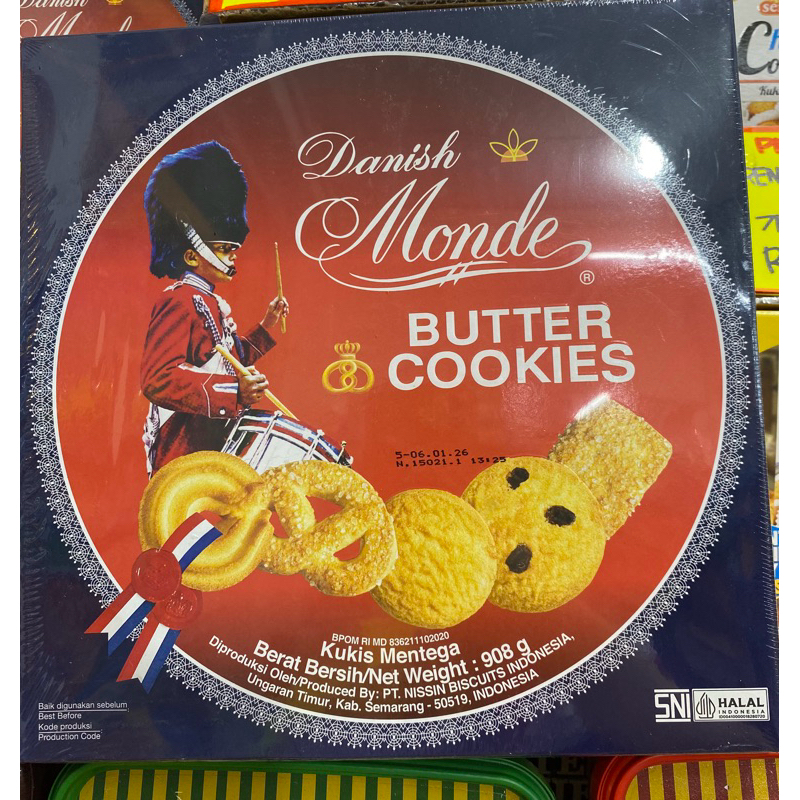 Danish
Monde
Danish
Monde
®
BUTTER
COOKIES
5-06.01.26
N.15021.1 13:25
BPOM RI MD 836211102020
Kukis Mentega
Berat Bersih/Net Weight : 908 g
Diproduksi Oleh/Produced By: PT. NISSIN BISCUITS INDONESIA,
Ungaran Timur, Kab. Semarang - 50519, INDONESIA
Baik digunakan sebelum
Best Before
Kode produksi
Production Code
SNI
HALAL
INDONESIA